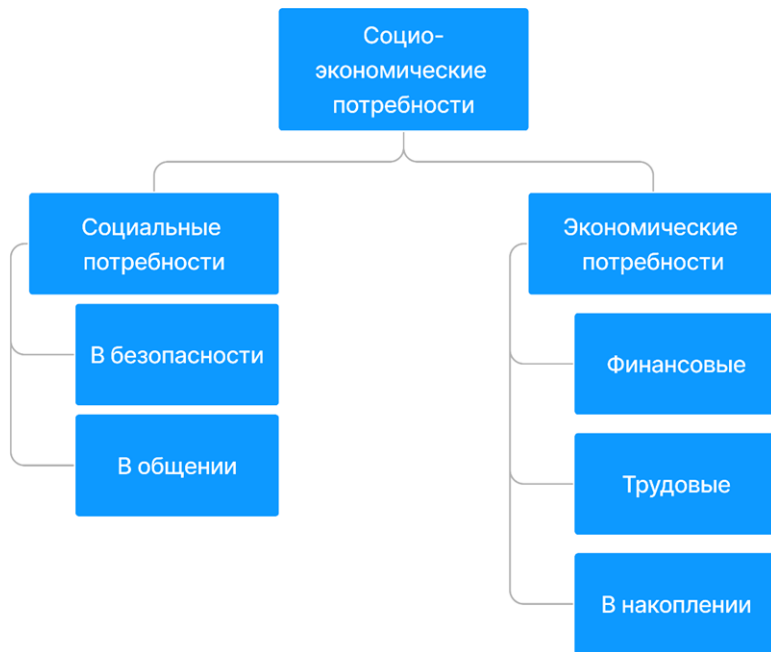 Социо-
экономические
потребности
Социальные
потребности
Экономические
потребности
В безопасности
Финансовые
В общении
Трудовые
В накоплении